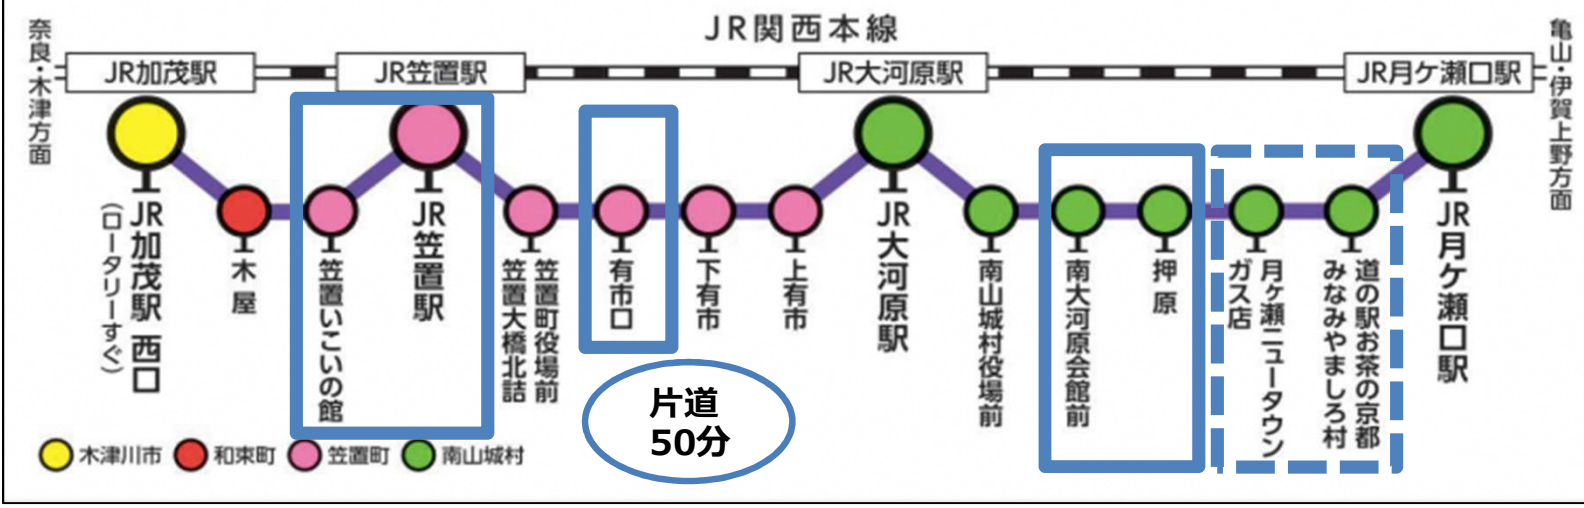 JR関西本線
奈良・木津方面
JR加茂駅
JR笠置駅
JR大河原駅
JR月ケ瀬口駅
亀山・伊賀上野方面
JR加茂駅 西口
(ロータリーすぐ)
木屋
笠置いこいの館
JR笠置駅
笠置町役場前
笠置大橋北詰
有市口
下有市
上有市
JR大河原駅
南山城村役場前
南大河原会館前
押原
月ヶ瀬ニュータウン
ガス店
道の駅お茶の京都
みなみやましろ村
JR月ケ瀬口駅
片道
50分
木津川市
和束町
笠置町
南山城村